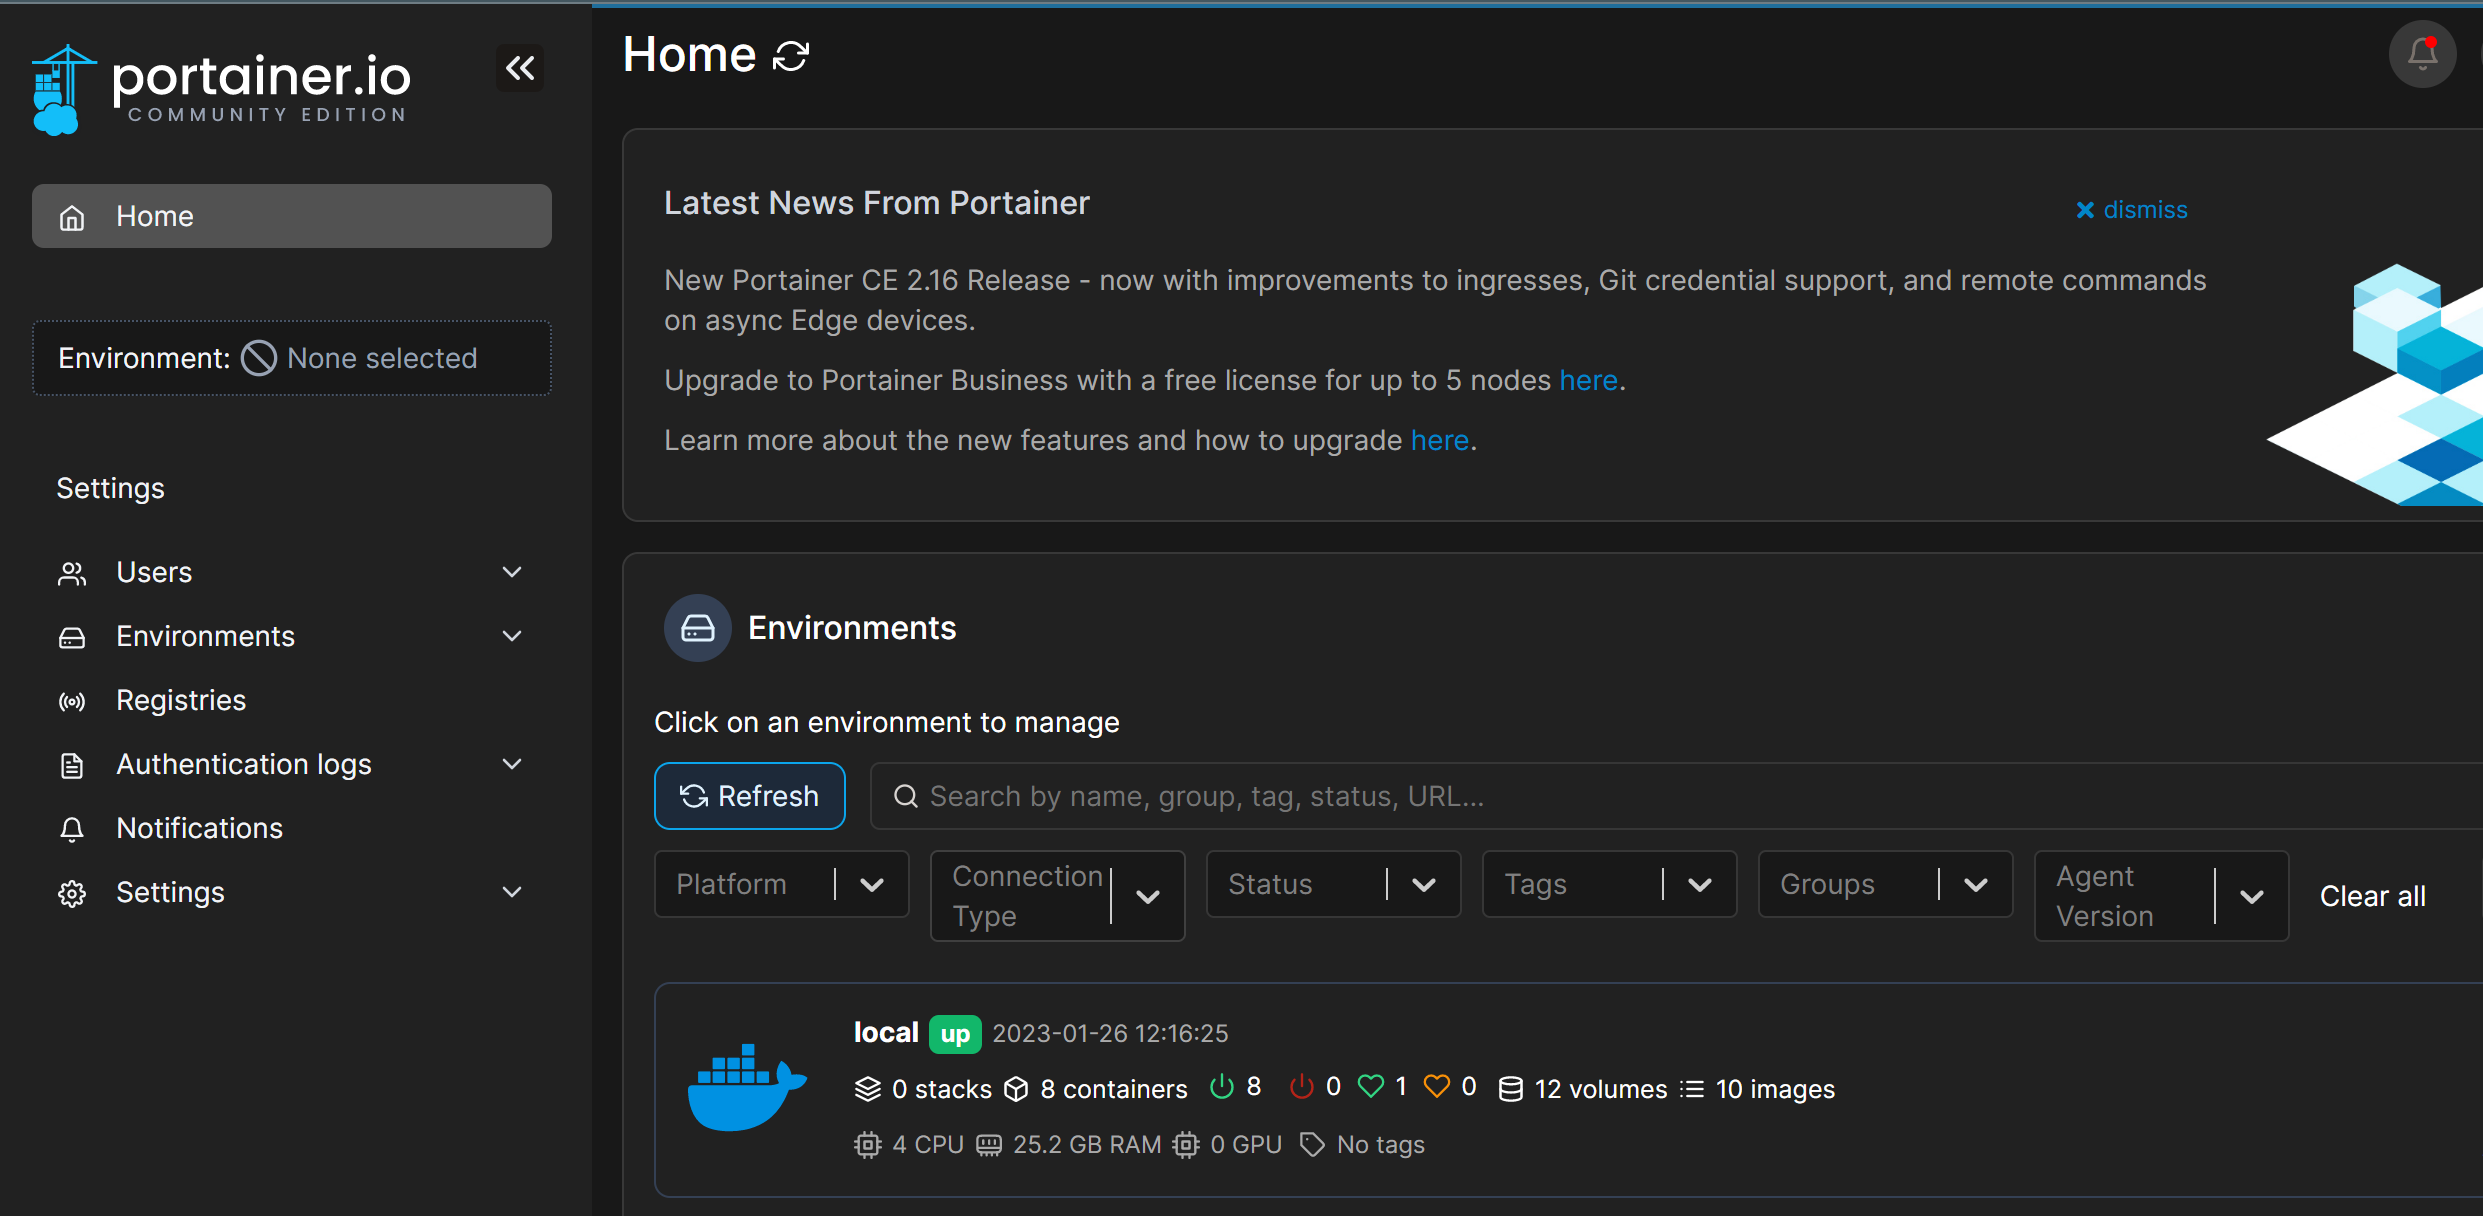 portainer.io
COMMUNITY EDITION
Home
Environment: None selected
Settings
Users
Environments
Registries
Authentication logs
Notifications
Settings
Home
Latest News From Portainer
dismiss
New Portainer CE 2.16 Release - now with improvements to ingresses, Git credential support, and remote commands
on async Edge devices.
Upgrade to Portainer Business with a free license for up to 5 nodes here.
Learn more about the new features and how to upgrade here.
Environments
Click on an environment to manage
Refresh
Search by name, group, tag, status, URL...
Platform
Connection
Type
Status
Tags
Groups
Agent
Version
Clear all
local up 2023-01-26 12:16:25
0 stacks 8 containers 8 0 1 0 12 volumes 10 images
4 CPU 25.2 GB RAM 0 GPU No tags